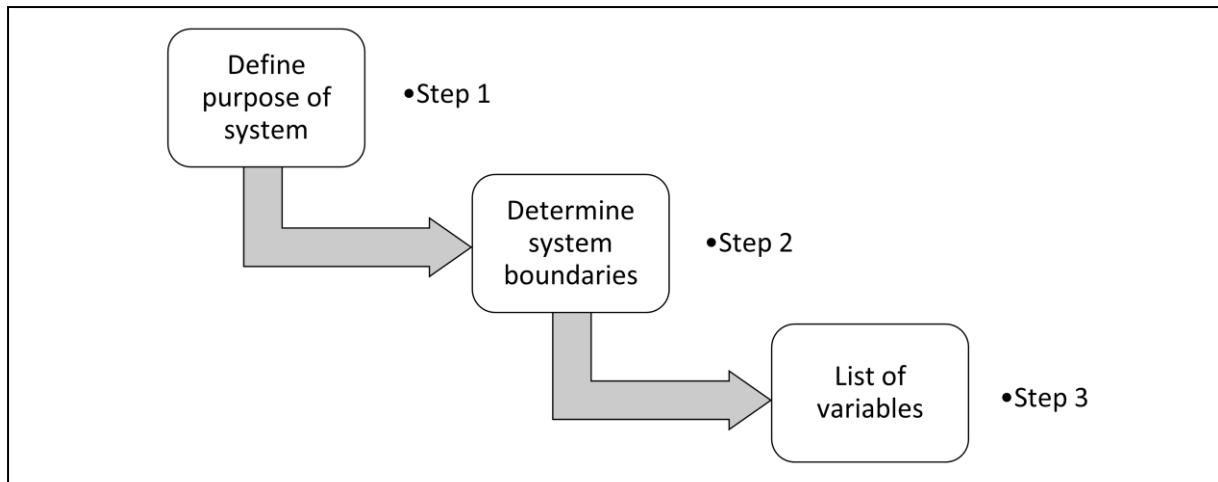 Define
purpose of
system
•Step 1
Determine
system
boundaries
•Step 2
List of
variables
•Step 3